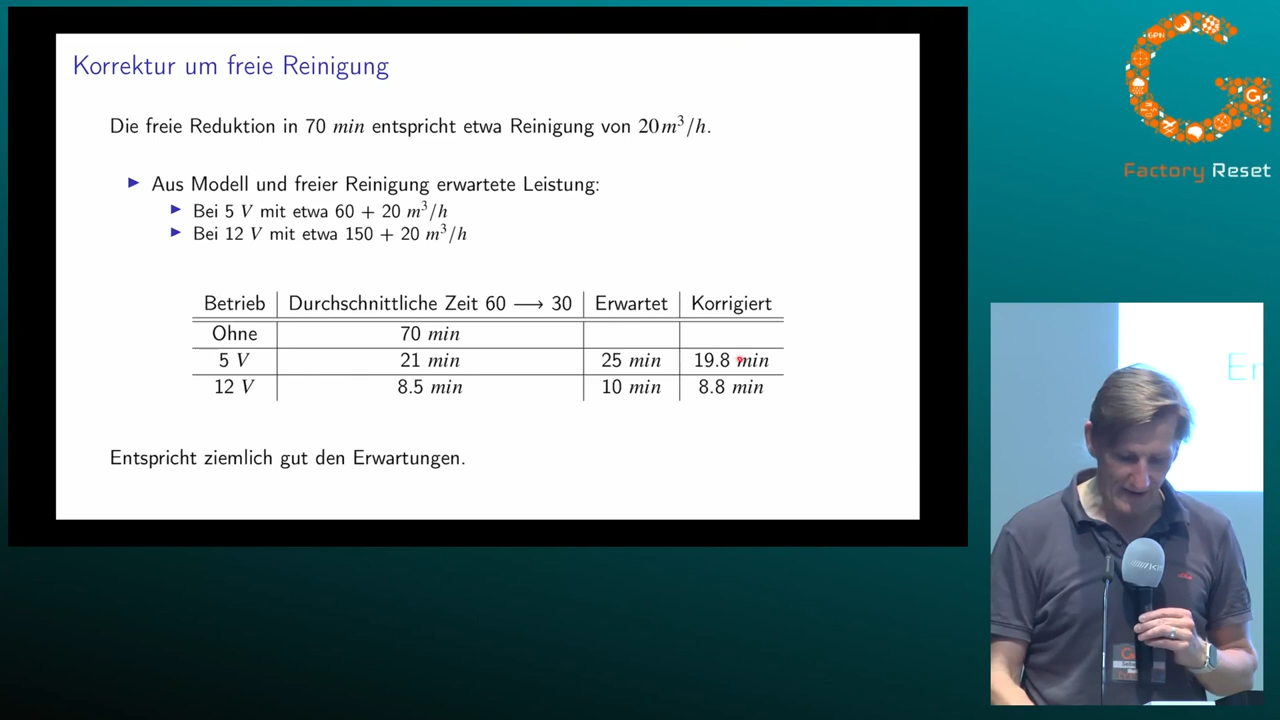 Korrektur um freie Reinigung
Die freie Reduktion in 70 min entspricht etwa Reinigung von 20m³/h.
▶ Aus Modell und freier Reinigung erwartete Leistung:
▶ Bei 5 V mit etwa 60 + 20 m³/h
▶ Bei 12 V mit etwa 150 + 20 m³/h
Betrieb Durchschnittliche Zeit 60 ⟶ 30 Erwartet Korrigiert
Ohne 70 min
5 V 21 min 25 min 19.8 min
12 V 8.5 min 10 min 8.8 min
Entspricht ziemlich gut den Erwartungen.
GPN
G
Factory Reset
Er